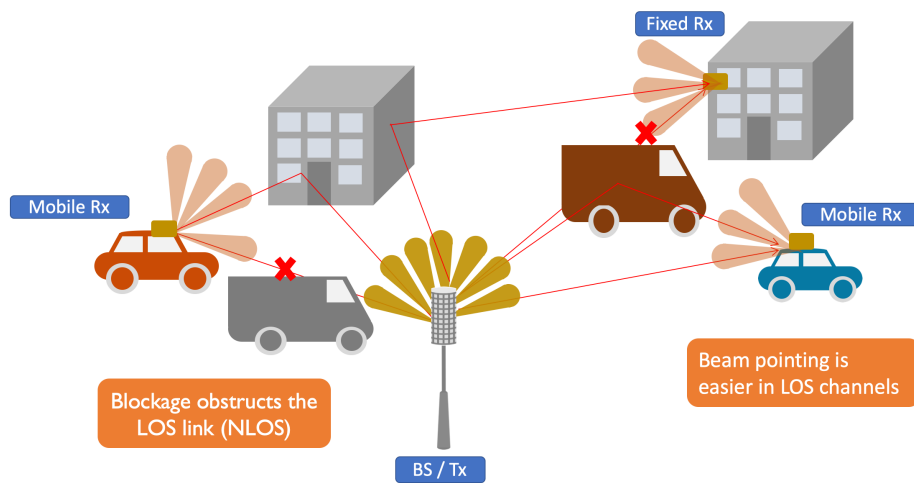 Fixed Rx
Mobile Rx
Mobile Rx
Beam pointing is
easier in LOS channels
Blockage obstructs the
LOS link (NLOS)
BS / Tx